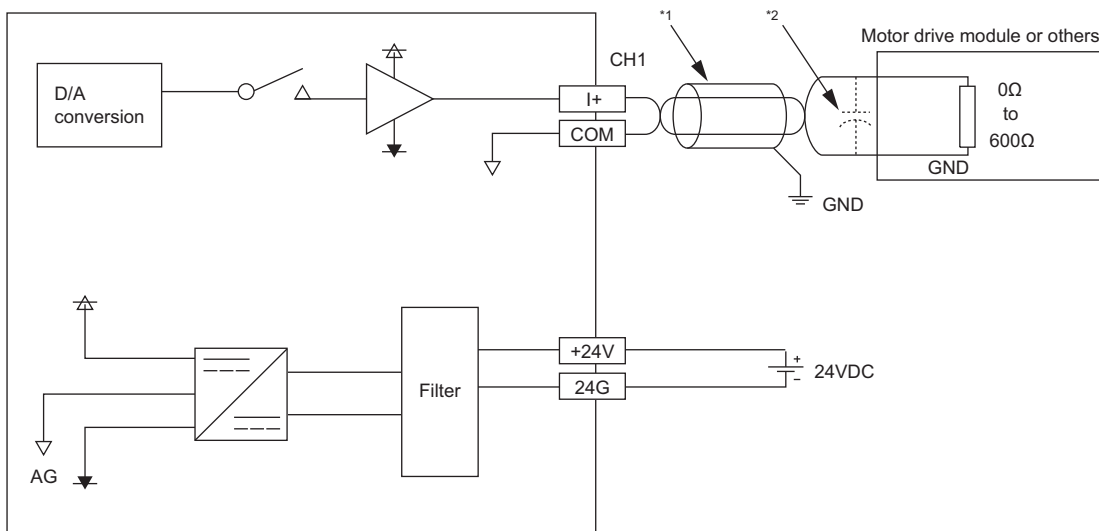 *1
*2
Motor drive module or others
CH1
D/A
conversion
I+
COM
0Ω
to
600Ω
GND
GND
+24V
24G
Filter
+
−
24VDC
AG